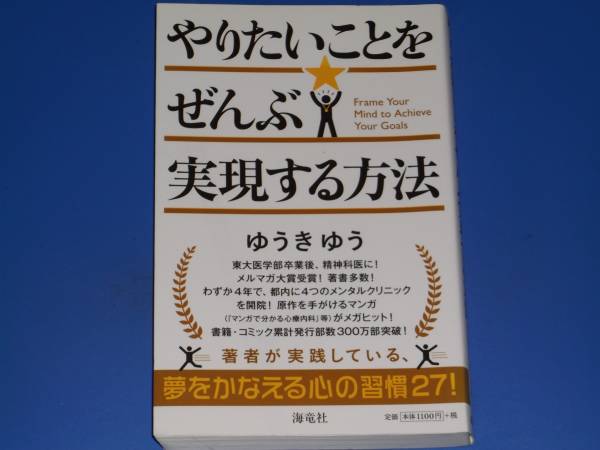 やりたいことを
ぜんぶ
Frame Your
Mind to Achieve
Your Goals
実現する方法
ゆうきゆう
東大医学部卒業後、精神科医に！
メルマガ大賞受賞！著書多数！
わずか4年で、都内に4つのメンタルクリニック
を開院！原作を手がけるマンガ
（『マンガで分かる心療内科』等）がメガヒット！
書籍・コミック累計発行部数300万部突破！
著者が実践している、
夢をかなえる心の習慣27！
海竜社
定価 本体1100円 +税